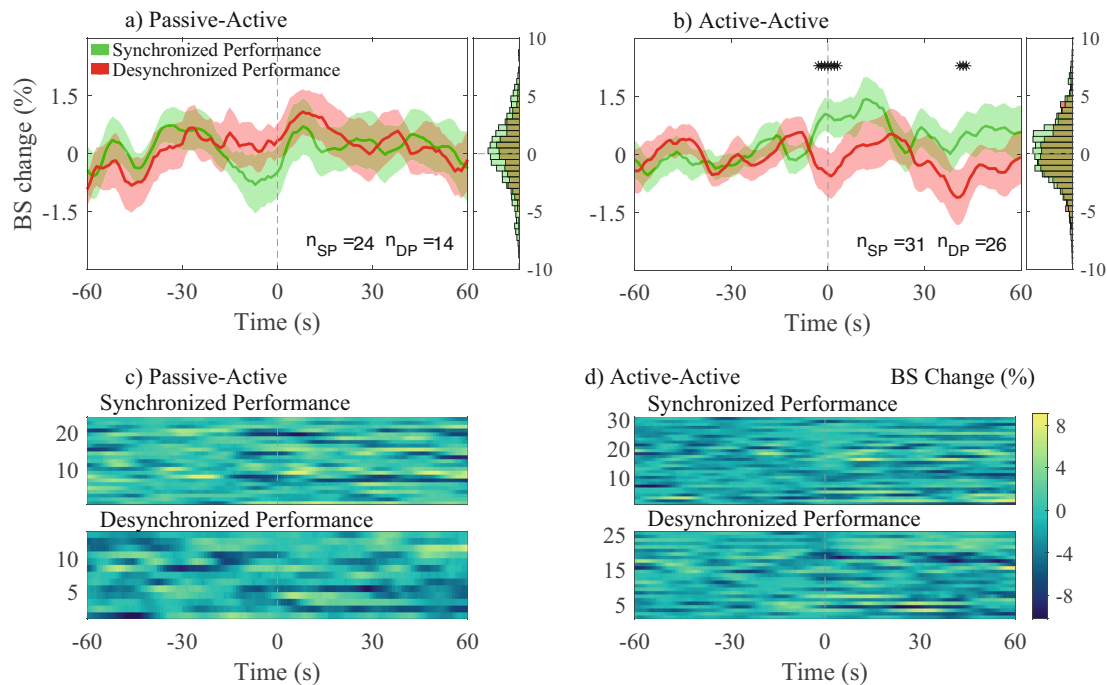 a) Passive-Active
Synchronized Performance
Desynchronized Performance
BS change (%)
1.5
0
-1.5
n_SP =24 n_DP =14
-60 -30 0 30 60
Time (s)
10
5
0
-5
-10
b) Active-Active
1.5
0
-1.5
n_SP =31 n_DP =26
-60 -30 0 30 60
Time (s)
10
5
0
-5
-10
c) Passive-Active
Synchronized Performance
20
10
Desynchronized Performance
10
5
-60 -30 0 30 60
Time (s)
d) Active-Active
BS Change (%)
Synchronized Performance
30
20
10
Desynchronized Performance
25
15
5
-60 -30 0 30 60
Time (s)
8
4
0
-4
-8